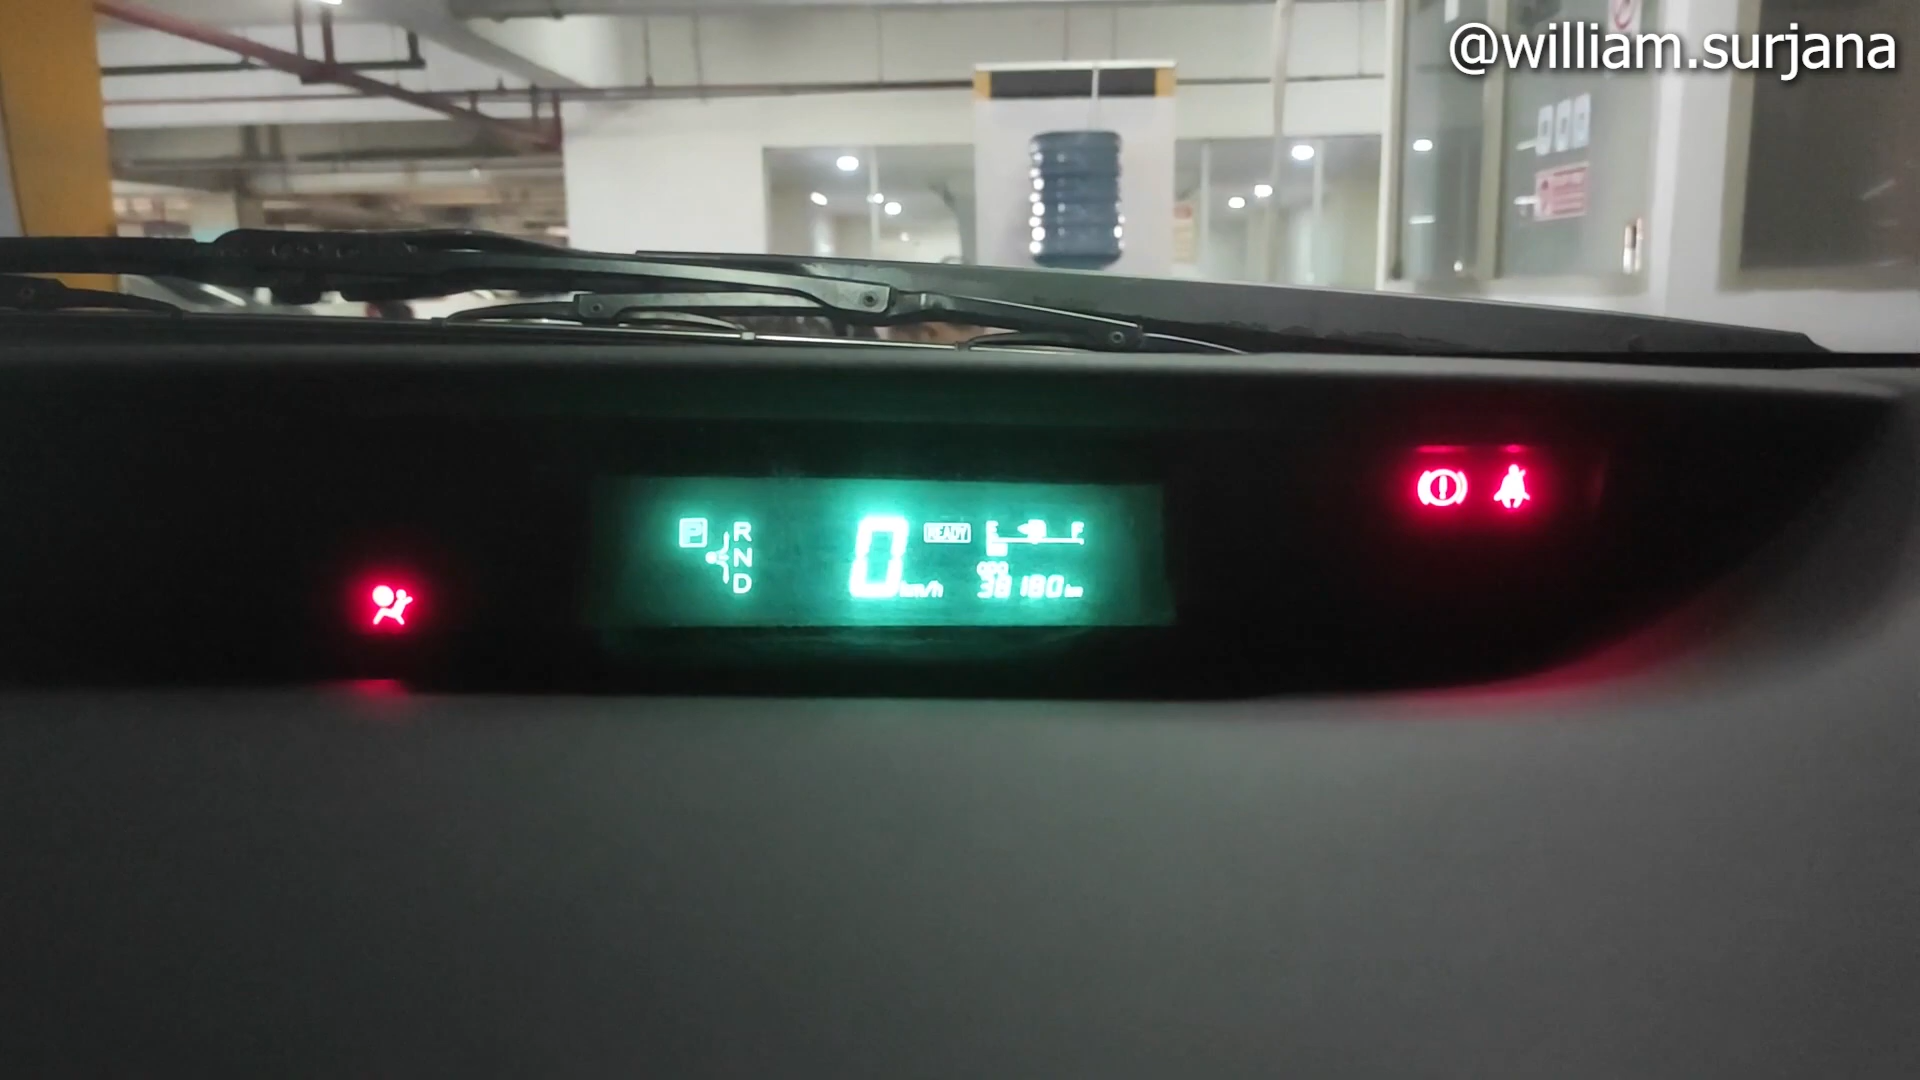 @william.surjana
P
R
N
D
0 km/h
READY
E F
ODO
38180 km